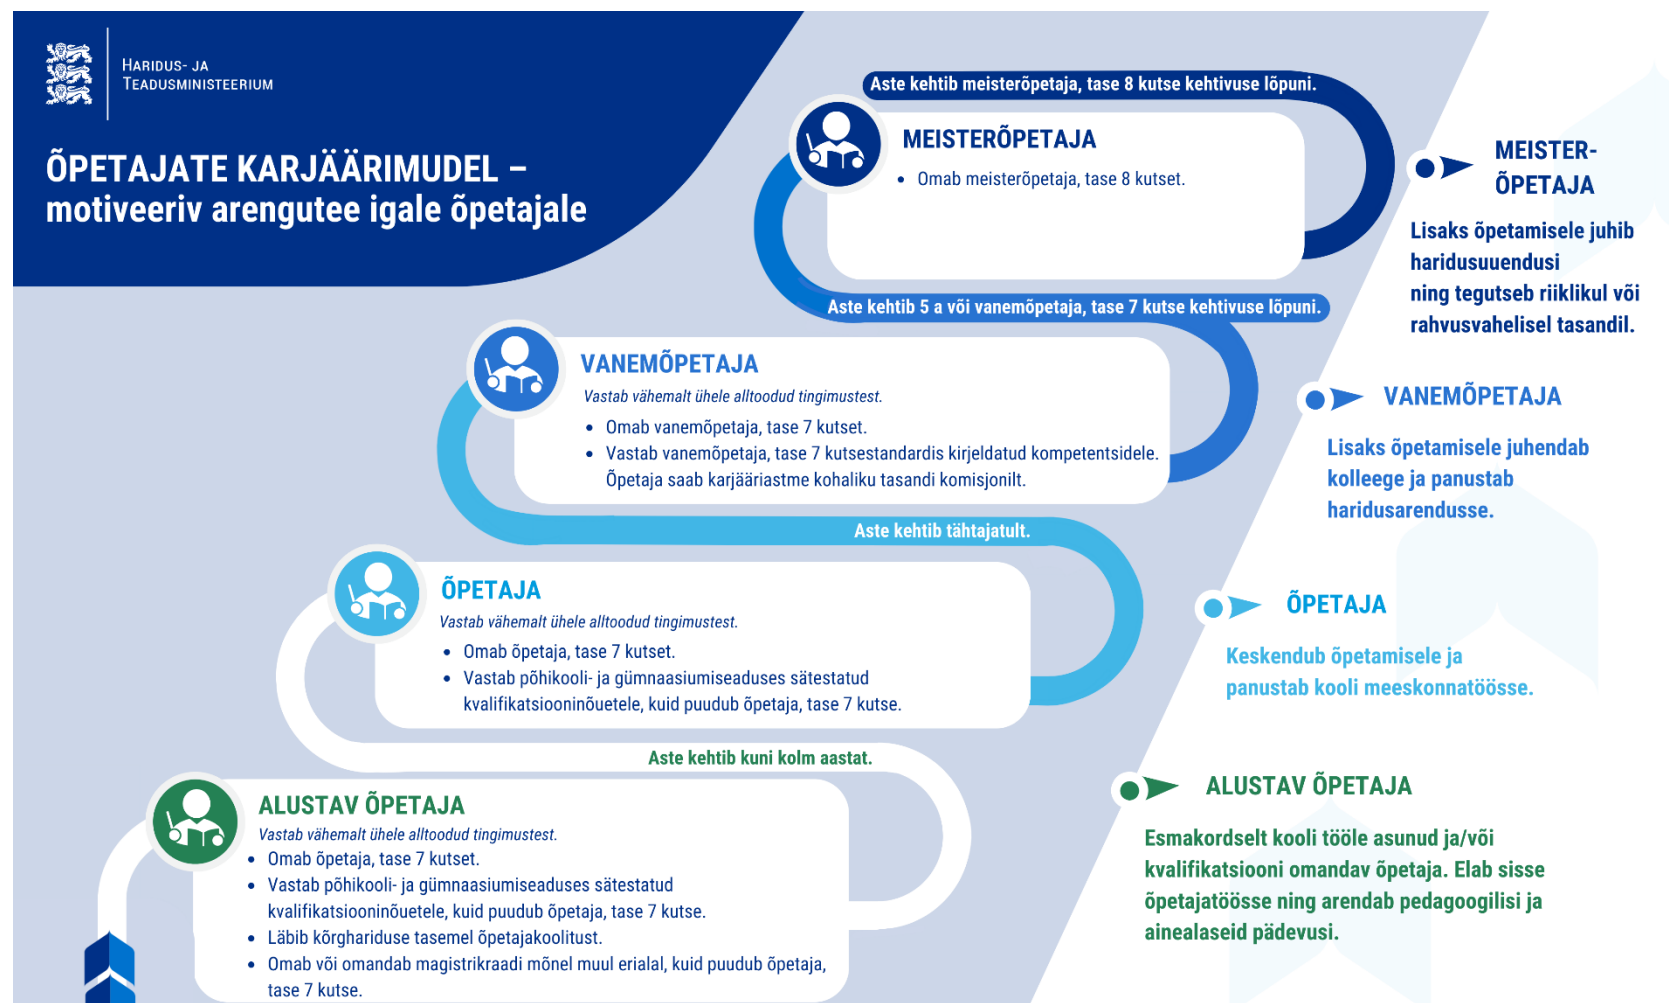 HARIDUS- JA
TEADUSMINISTEERIUM
ÕPETAJATE KARJÄÄRIMUDEL –
motiveeriv arengutee igale õpetajale
Aste kehtib meisterõpetaja, tase 8 kutse kehtivuse lõpuni.
MEISTERÕPETAJA
• Omab meisterõpetaja, tase 8 kutset.
MEISTER-
ÕPETAJA
Lisaks õpetamisele juhib
haridusuuendusi
ning tegutseb riiklikul või
rahvusvahelisel tasandil.
Aste kehtib 5 a või vanemõpetaja, tase 7 kutse kehtivuse lõpuni.
VANEMÕPETAJA
Vastab vähemalt ühele alltoodud tingimustest.
• Omab vanemõpetaja, tase 7 kutset.
• Vastab vanemõpetaja, tase 7 kutsestandardis kirjeldatud kompetentsidele.
Õpetaja saab karjääriastme kohaliku tasandi komisjonilt.
VANEMÕPETAJA
Lisaks õpetamisele juhendab
kolleege ja panustab
haridusarendusse.
Aste kehtib tähtajatult.
ÕPETAJA
Vastab vähemalt ühele alltoodud tingimustest.
• Omab õpetaja, tase 7 kutset.
• Vastab põhikooli- ja gümnaasiumiseaduses sätestatud
kvalifikatsiooninõuetele, kuid puudub õpetaja, tase 7 kutse.
ÕPETAJA
Keskendub õpetamisele ja
panustab kooli meeskonnatöösse.
Aste kehtib kuni kolm aastat.
ALUSTAV ÕPETAJA
Vastab vähemalt ühele alltoodud tingimustest.
• Omab õpetaja, tase 7 kutset.
• Vastab põhikooli- ja gümnaasiumiseaduses sätestatud
kvalifikatsiooninõuetele, kuid puudub õpetaja, tase 7 kutse.
• Läbib kõrghariduse tasemel õpetajakoolitust.
• Omab või omandab magistrikraadi mõnel muul erialal, kuid puudub õpetaja,
tase 7 kutse.
ALUSTAV ÕPETAJA
Esmakordselt kooli tööle asunud ja/või
kvalifikatsiooni omandav õpetaja. Elab sisse
õpetajatöösse ning arendab pedagoogilisi ja
ainealaseid pädevusi.